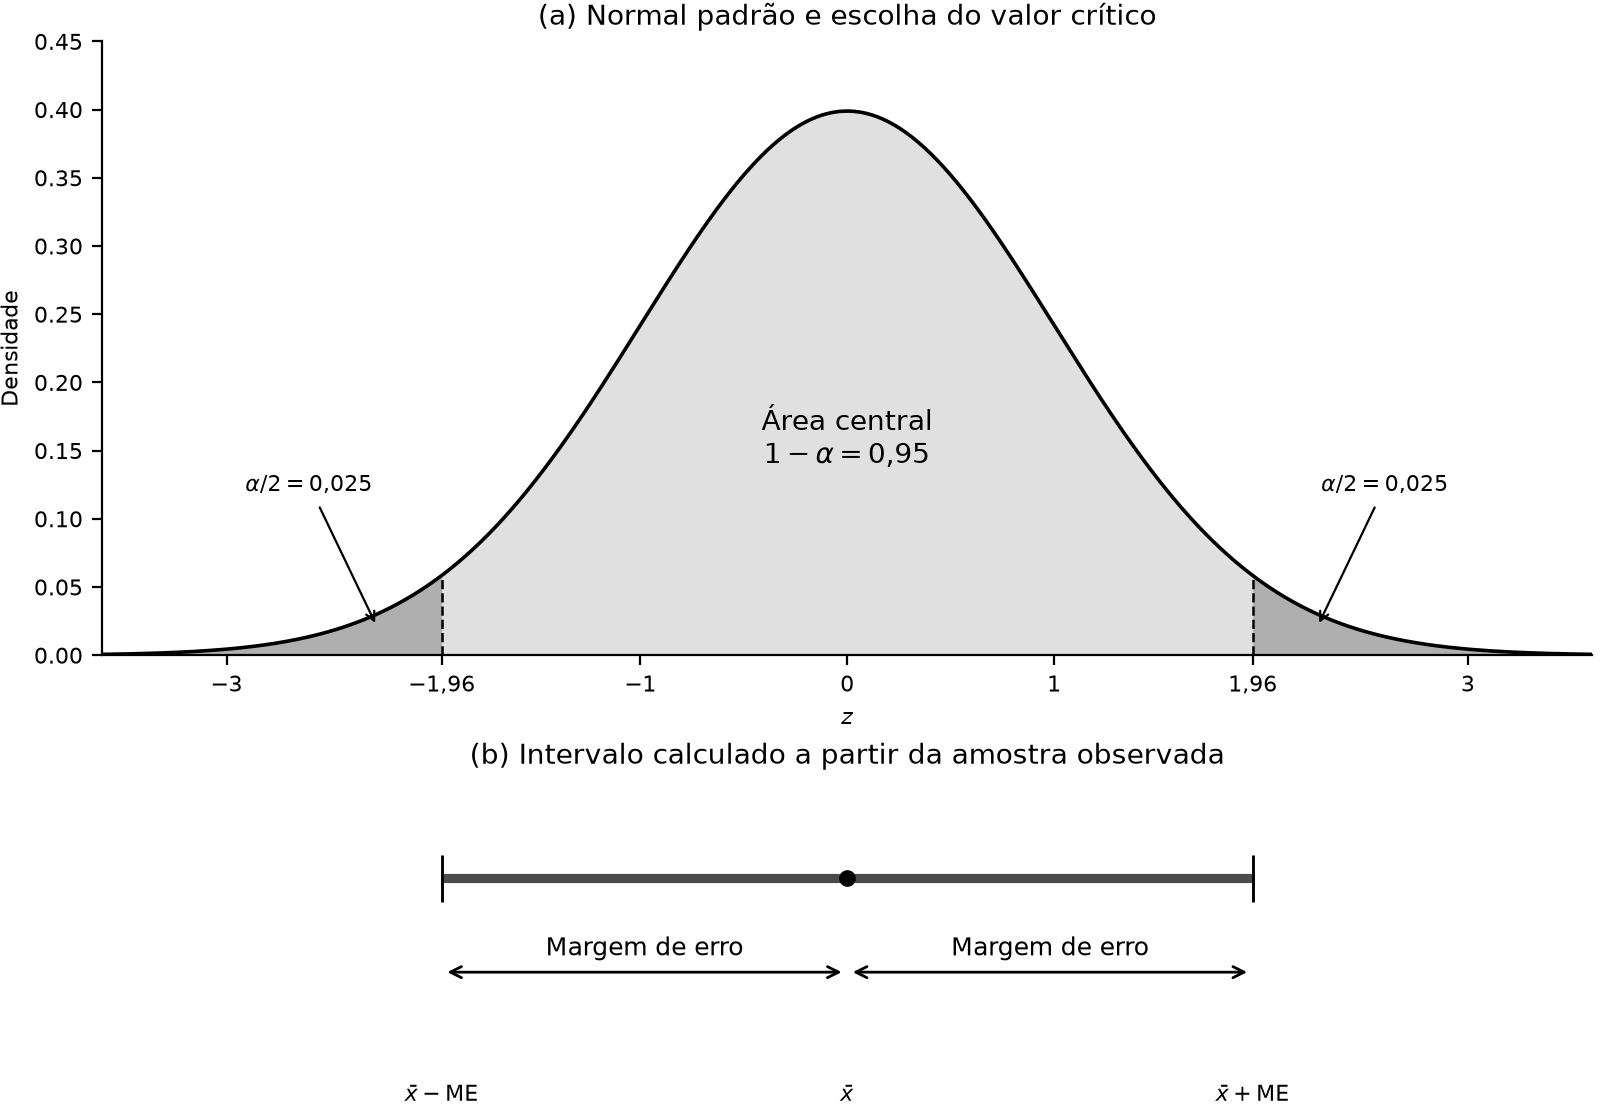 (a) Normal padrão e escolha do valor crítico
0.45
0.40
0.35
0.30
0.25
0.20
0.15
0.10
0.05
0.00
Densidade
Área central
1 − α = 0,95
α/2 = 0,025
α/2 = 0,025
−3
−1,96
−1
0
1
1,96
3
z
(b) Intervalo calculado a partir da amostra observada
Margem de erro
Margem de erro
x̄ − ME
x̄
x̄ + ME